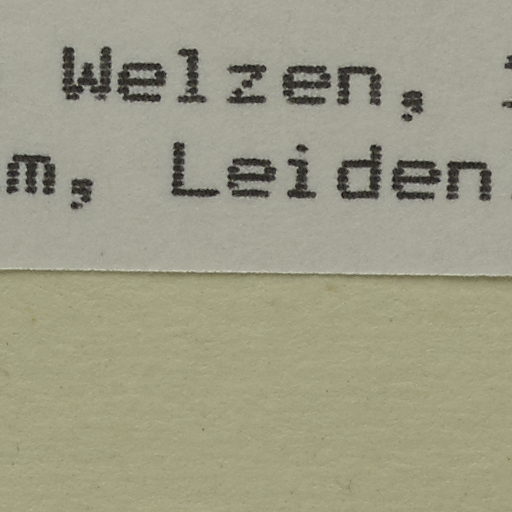 Welzen,
m, Leiden